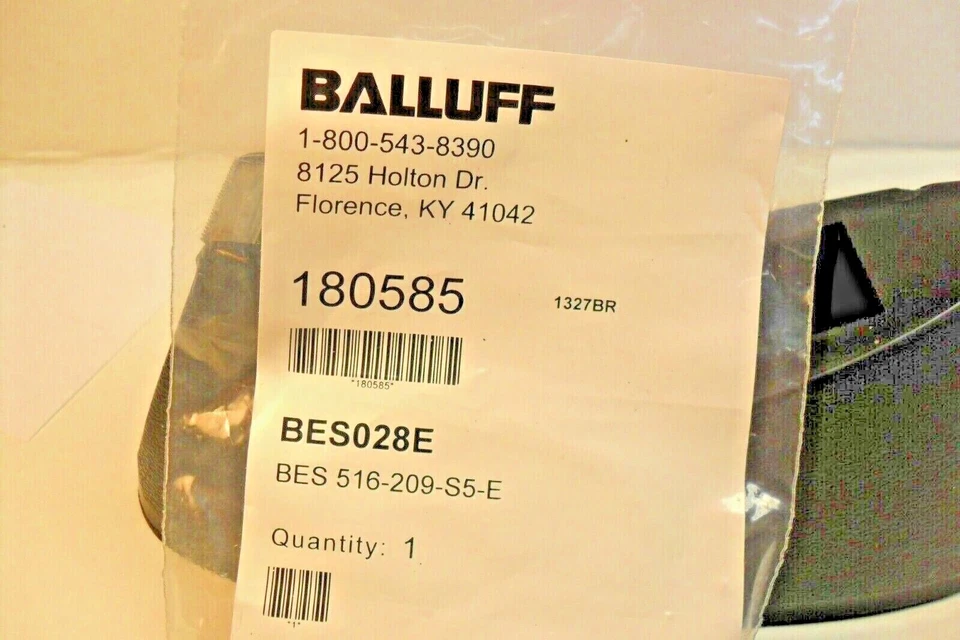 BALLUFF
1-800-543-8390
8125 Holton Dr.
Florence, KY 41042
180585 1327BR
"180585"
BES028E
BES 516-209-S5-E
Quantity: 1
"1"